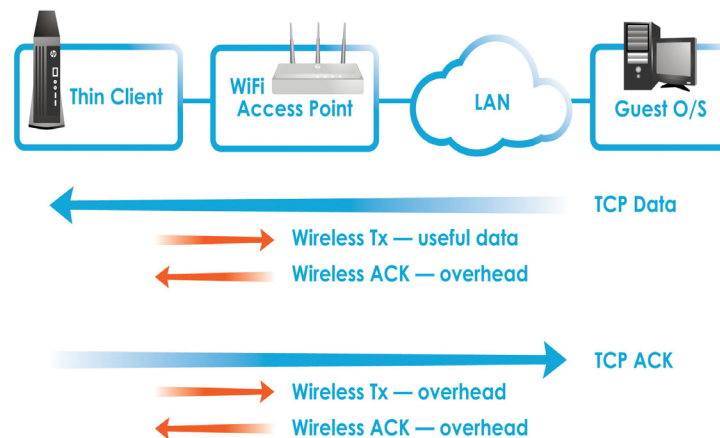 Thin Client
WiFi
Access Point
LAN
Guest O/S
TCP Data
Wireless Tx — useful data
Wireless ACK — overhead
TCP ACK
Wireless Tx — overhead
Wireless ACK — overhead